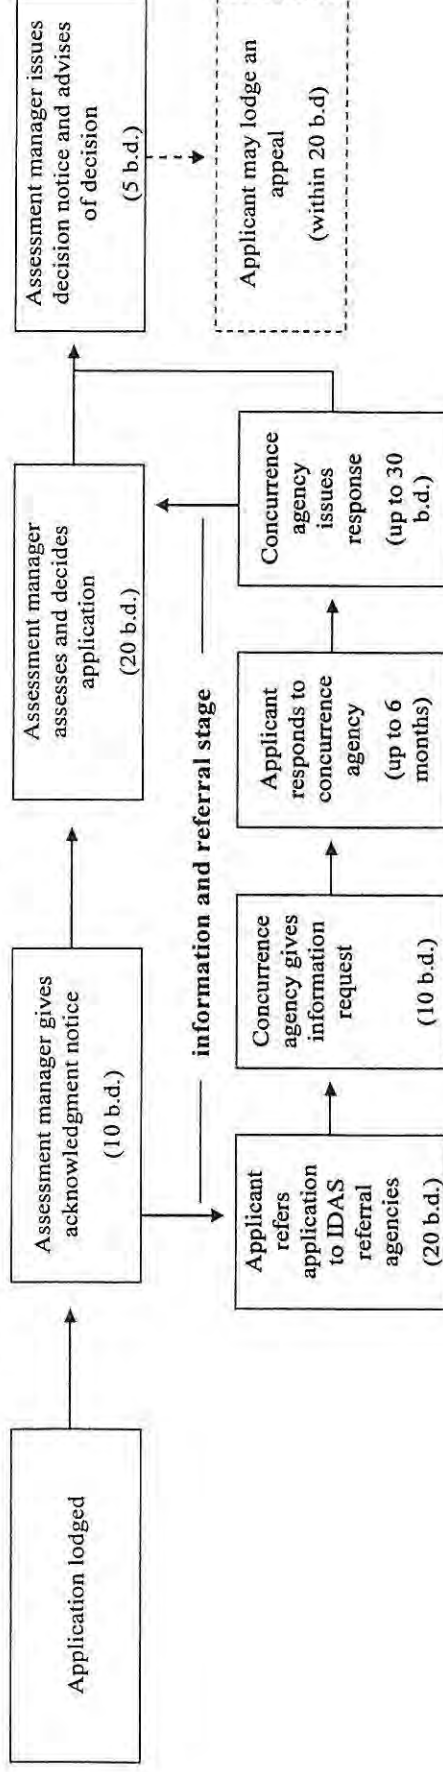 Application lodged
Assessment manager gives
acknowledgment notice
(10 b.d.)
Assessment manager
assesses and decides
application
(20 b.d.)
Assessment manager issues
decision notice and advises
of decision
(5 b.d.)
Applicant may lodge an
appeal
(within 20 b.d)
information and referral stage
Applicant
refers
application
to IDAS
referral
agencies
(20 b.d.)
Concurrence
agency gives
information
request
(10 b.d.)
Applicant
responds to
concurrence
agency
(up to 6
months)
Concurrence
agency
issues
response
(up to 30
b.d.)